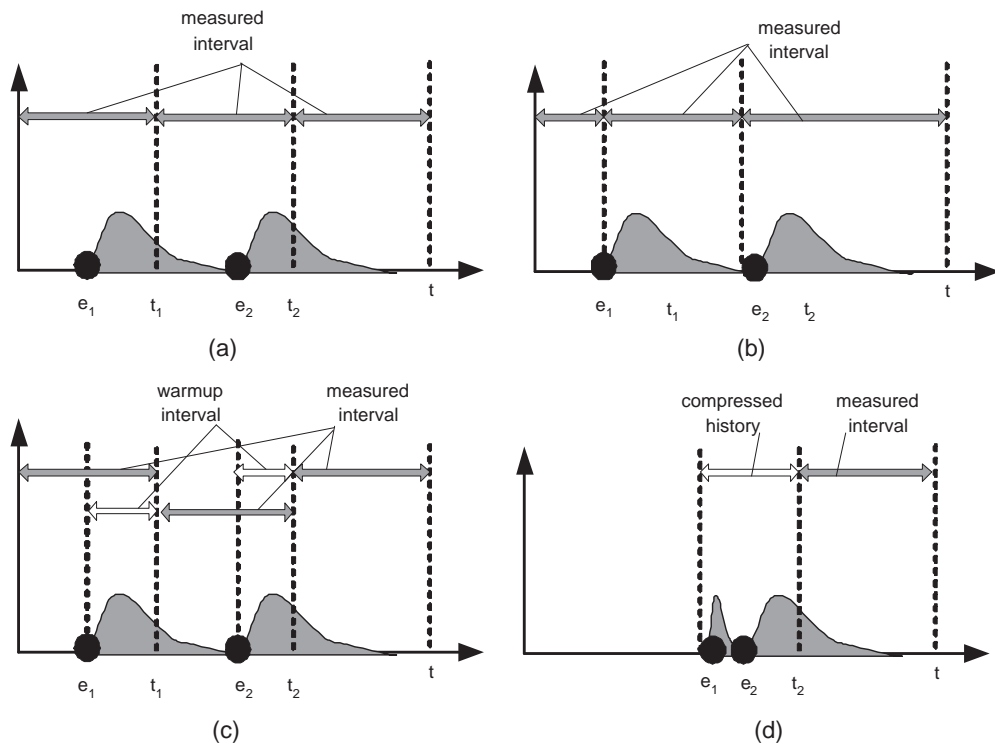 measured
interval
e1 t1 e2 t2 t
(a)
measured
interval
e1 t1 e2 t2 t
(b)
warmup
interval
measured
interval
e1 t1 e2 t2 t
(c)
compressed
history
measured
interval
e1 e2 t2 t
(d)